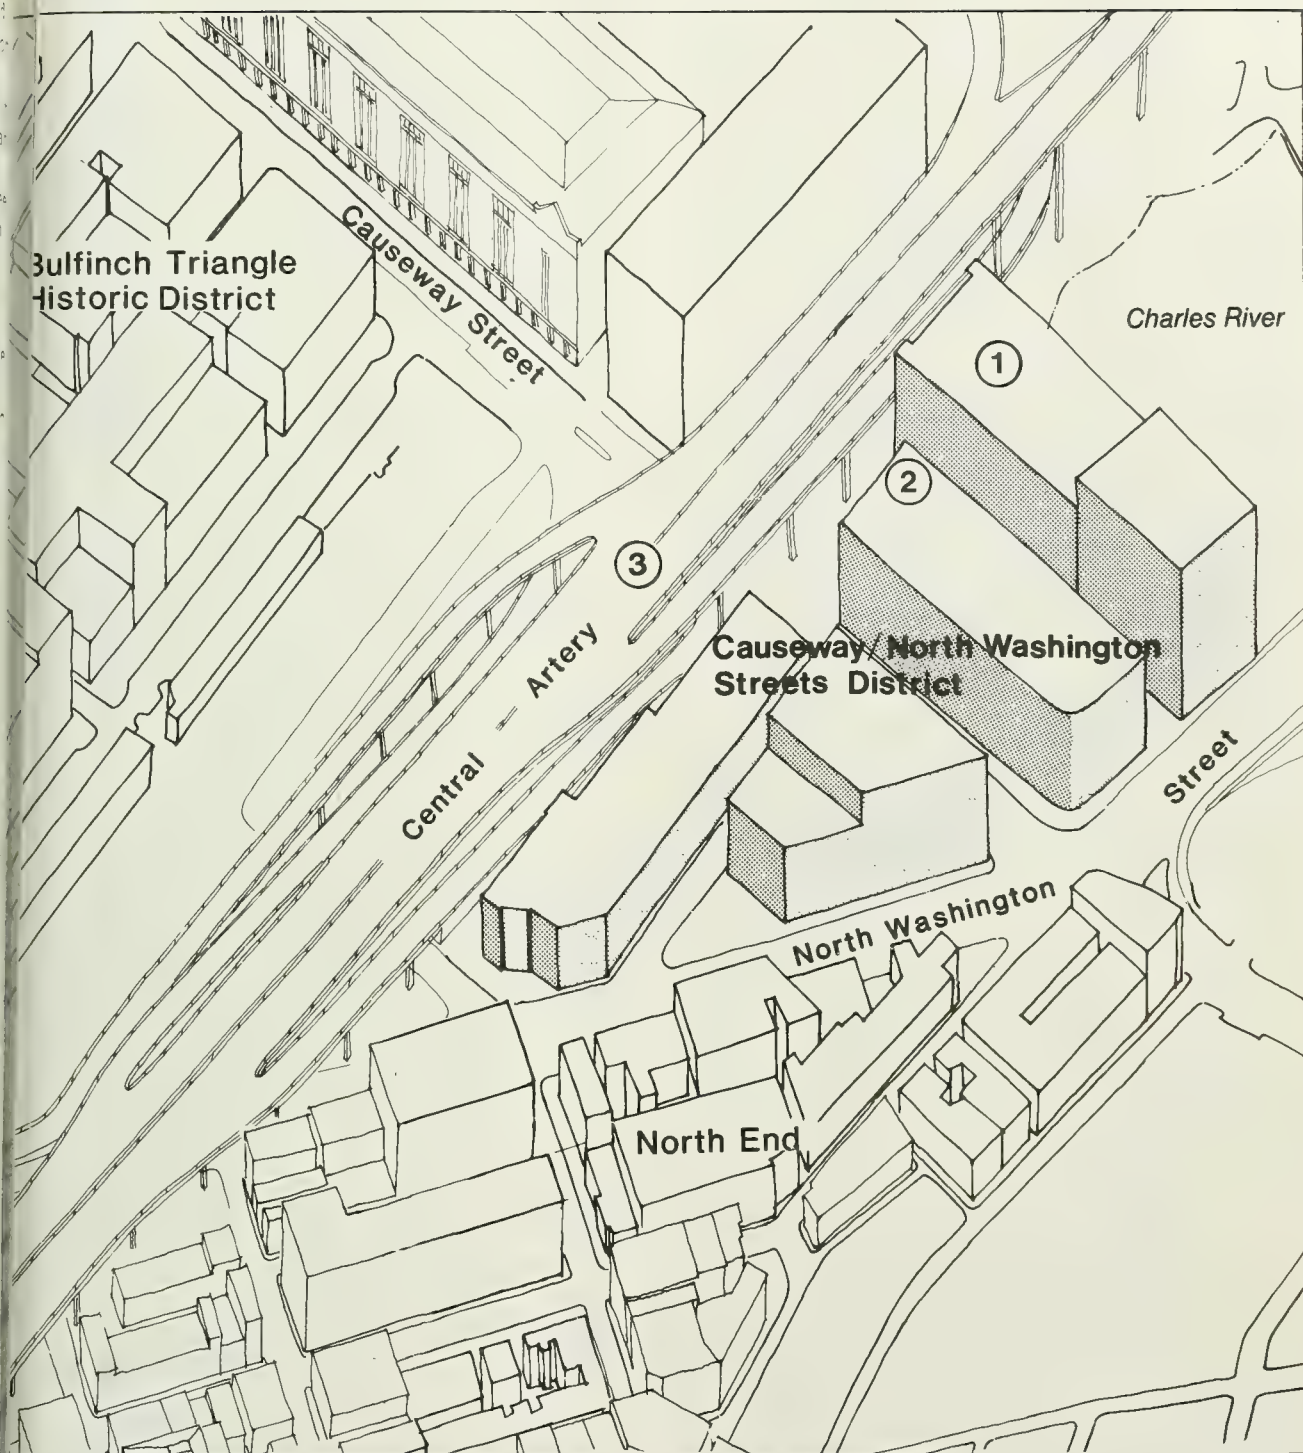 Causeway Street
Bulfinch Triangle
Historic District
Charles River
1
2
3
Causeway/North Washington
Streets District
Central Artery
Street
North Washington
North End